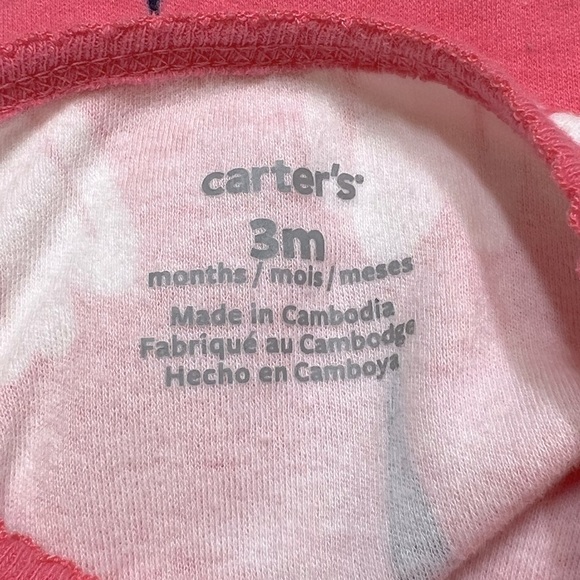 carter's®
3m
months / mois / meses
Made in Cambodia
Fabriqué au Cambodge
Hecho en Camboya